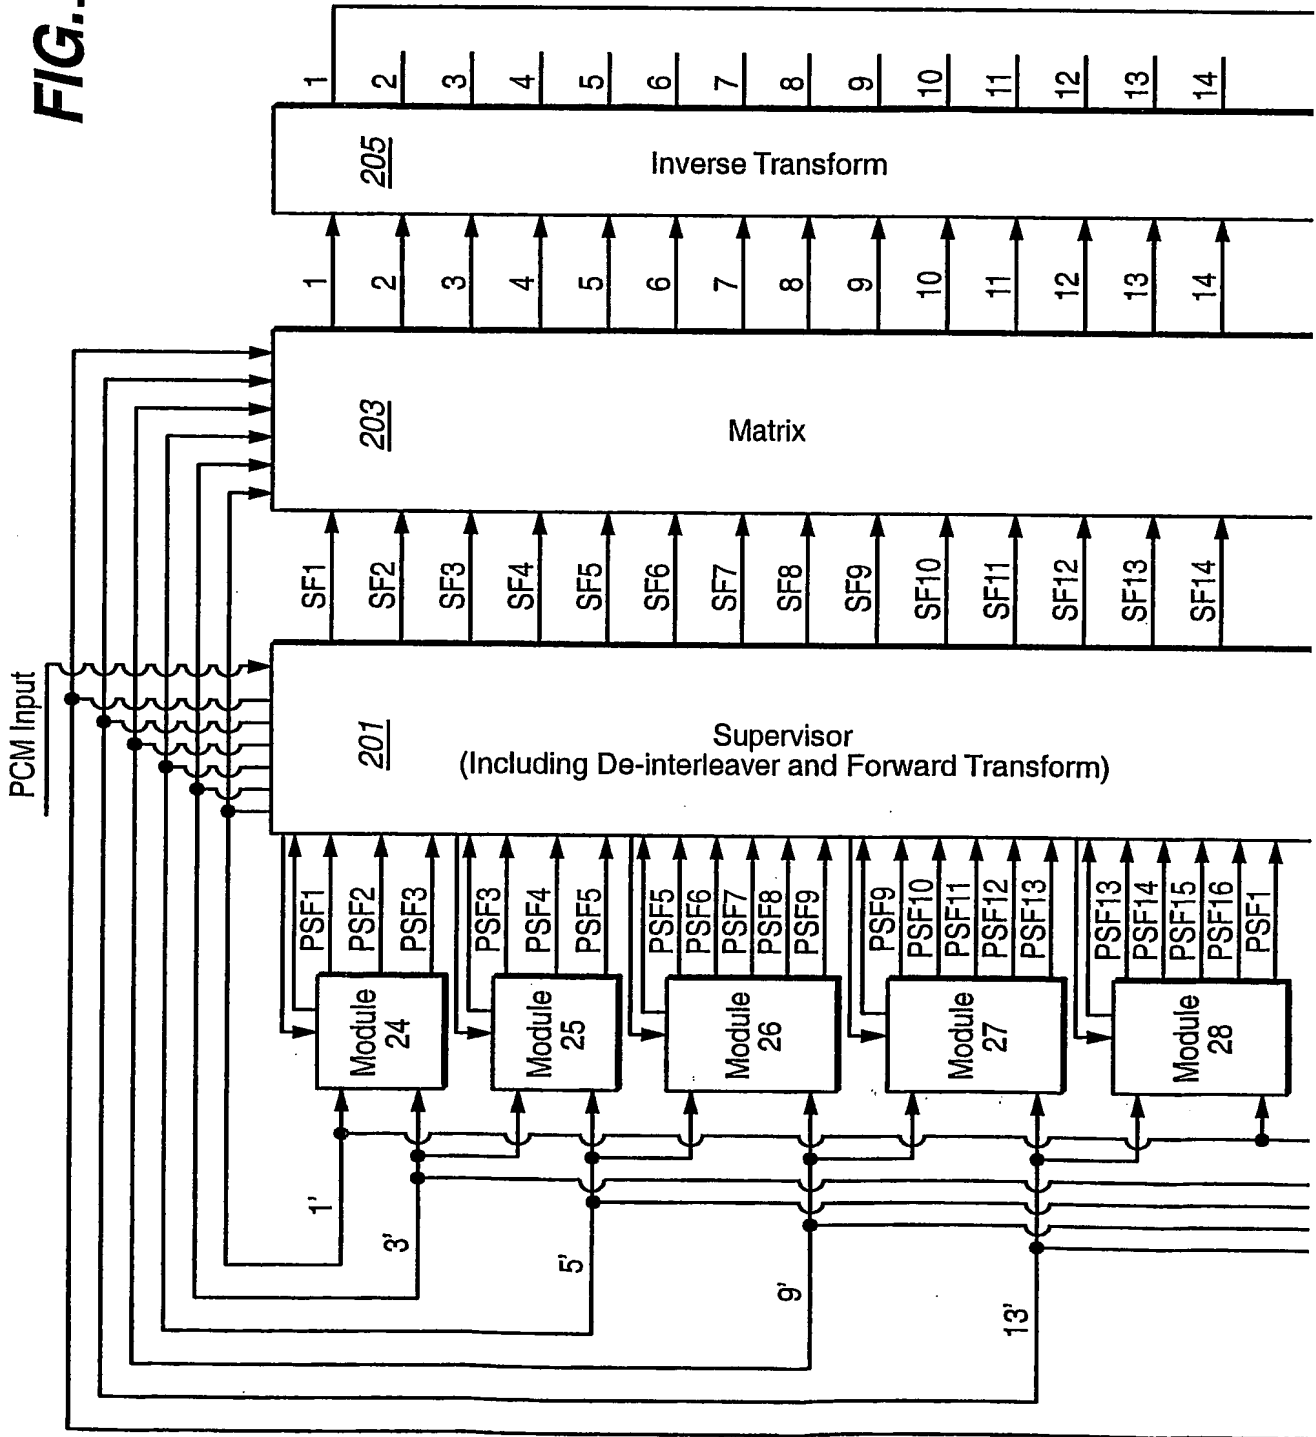 FIG.
PCM Input
1
2
3
4
5
6
7
8
9
10
11
12
13
14
205
Inverse Transform
1
2
3
4
5
6
7
8
9
10
11
12
13
14
203
Matrix
SF1
SF2
SF3
SF4
SF5
SF6
SF7
SF8
SF9
SF10
SF11
SF12
SF13
SF14
201
Supervisor
(Including De-interleaver and Forward Transform)
PSF1
PSF2
PSF3
PSF3
PSF4
PSF5
PSF5
PSF6
PSF7
PSF8
PSF9
PSF9
PSF10
PSF11
PSF12
PSF13
PSF13
PSF14
PSF15
PSF16
PSF1
Module
24
Module
25
Module
26
Module
27
Module
28
1'
3'
5'
9'
13'